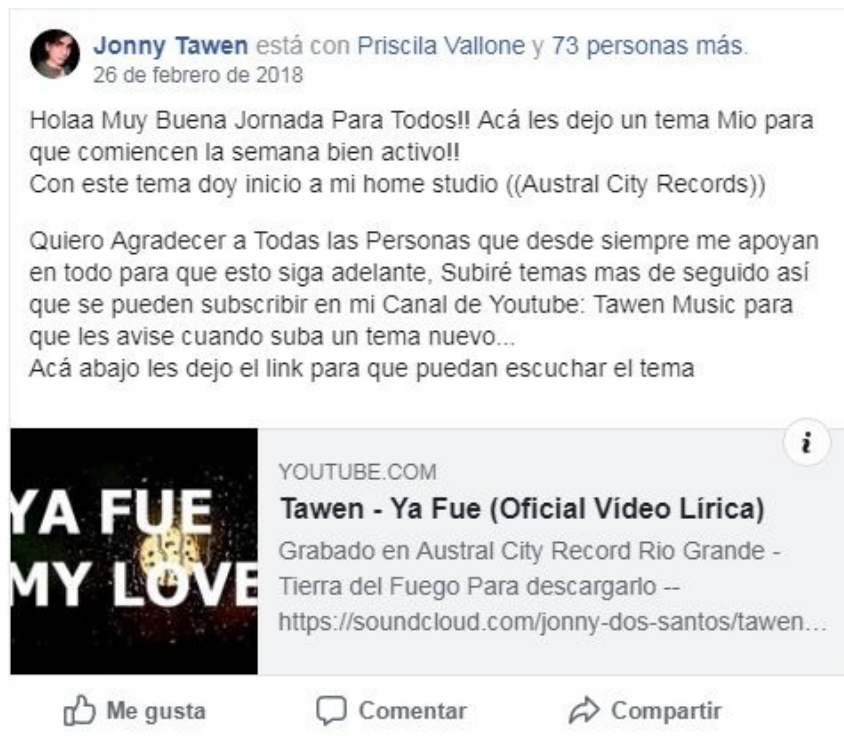 Jonny Tawen está con Priscila Vallone y 73 personas más.
26 de febrero de 2018
Holaa Muy Buena Jornada Para Todos!! Acá les dejo un tema Mio para
que comiencen la semana bien activo!!
Con este tema doy inicio a mi home studio ((Austral City Records))
Quiero Agradecer a Todas las Personas que desde siempre me apoyan
en todo para que esto siga adelante, Subiré temas mas de seguido así
que se pueden subscribir en mi Canal de Youtube: Tawen Music para
que les avise cuando suba un tema nuevo...
Acá abajo les dejo el link para que puedan escuchar el tema
YA FUE
MY LOVE
i
YOUTUBE.COM
Tawen - Ya Fue (Oficial Vídeo Lírica)
Grabado en Austral City Record Rio Grande -
Tierra del Fuego Para descargarlo --
https://soundcloud.com/jonny-dos-santos/tawen...
Me gusta
Comentar
Compartir